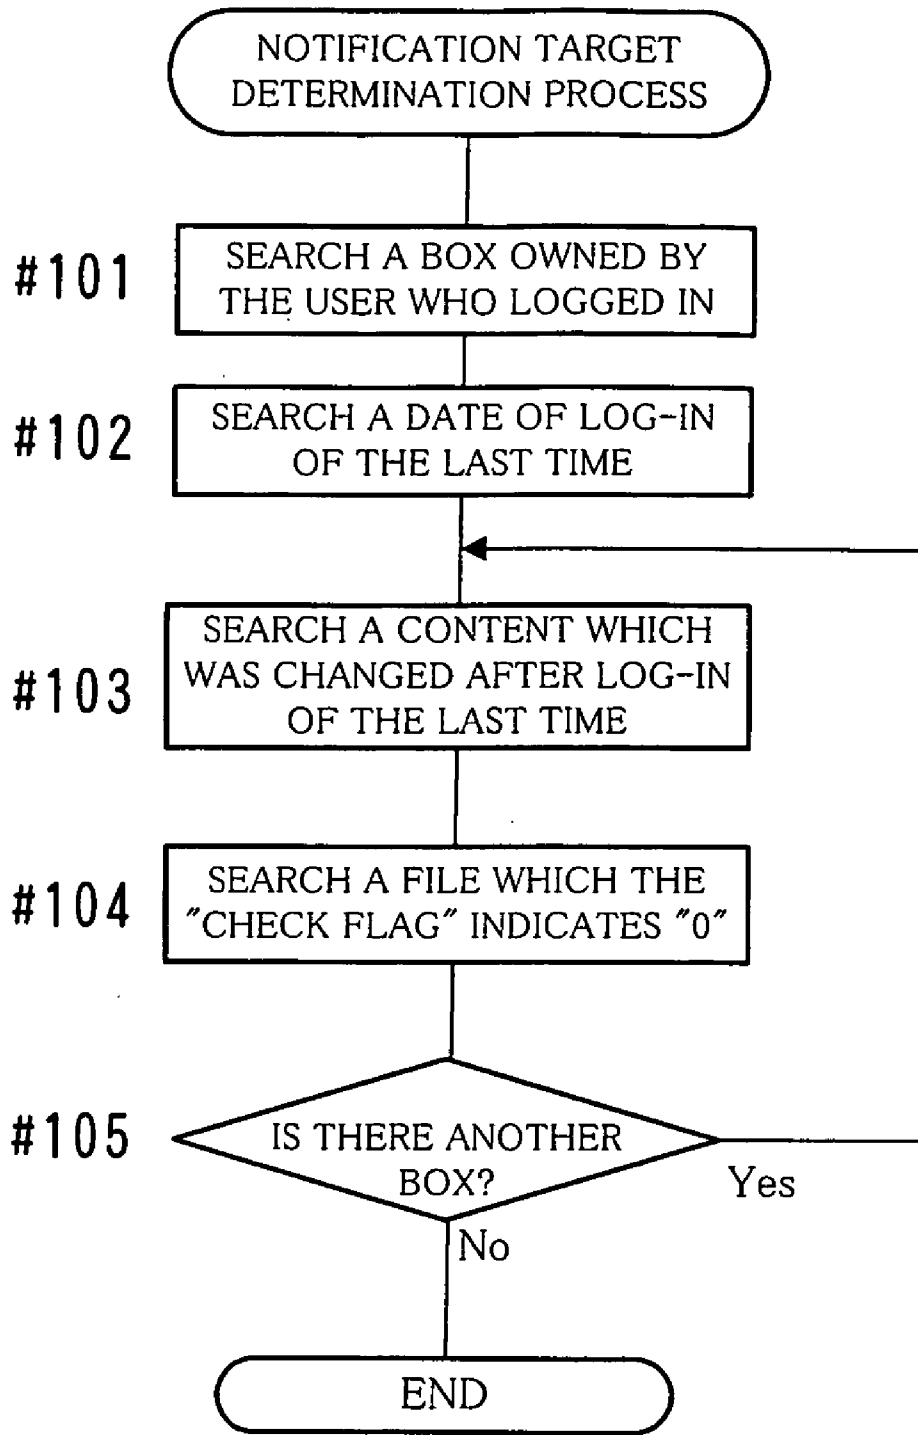 NOTIFICATION TARGET
DETERMINATION PROCESS
#101
SEARCH A BOX OWNED BY
THE USER WHO LOGGED IN
#102
SEARCH A DATE OF LOG-IN
OF THE LAST TIME
#103
SEARCH A CONTENT WHICH
WAS CHANGED AFTER LOG-IN
OF THE LAST TIME
#104
SEARCH A FILE WHICH THE
"CHECK FLAG" INDICATES "0"
#105
IS THERE ANOTHER
BOX?
Yes
No
END